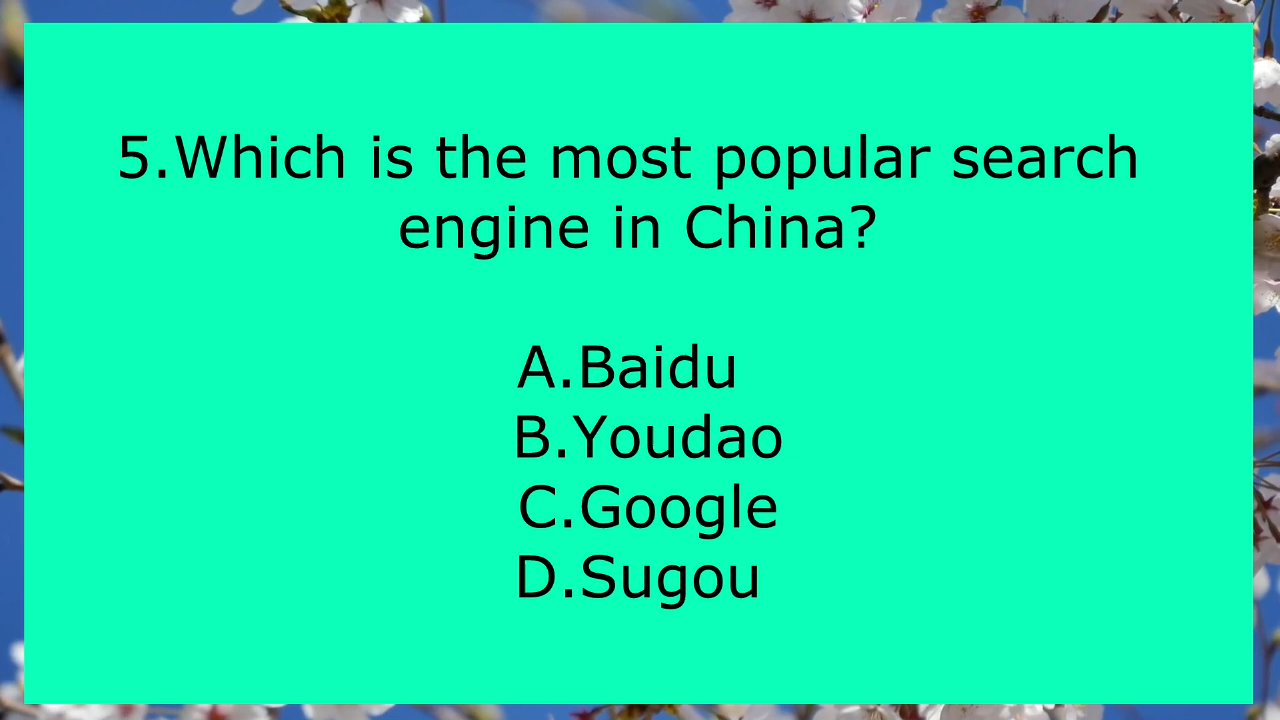 5.Which is the most popular search
engine in China?
A.Baidu
B.Youdao
C.Google
D.Sugou